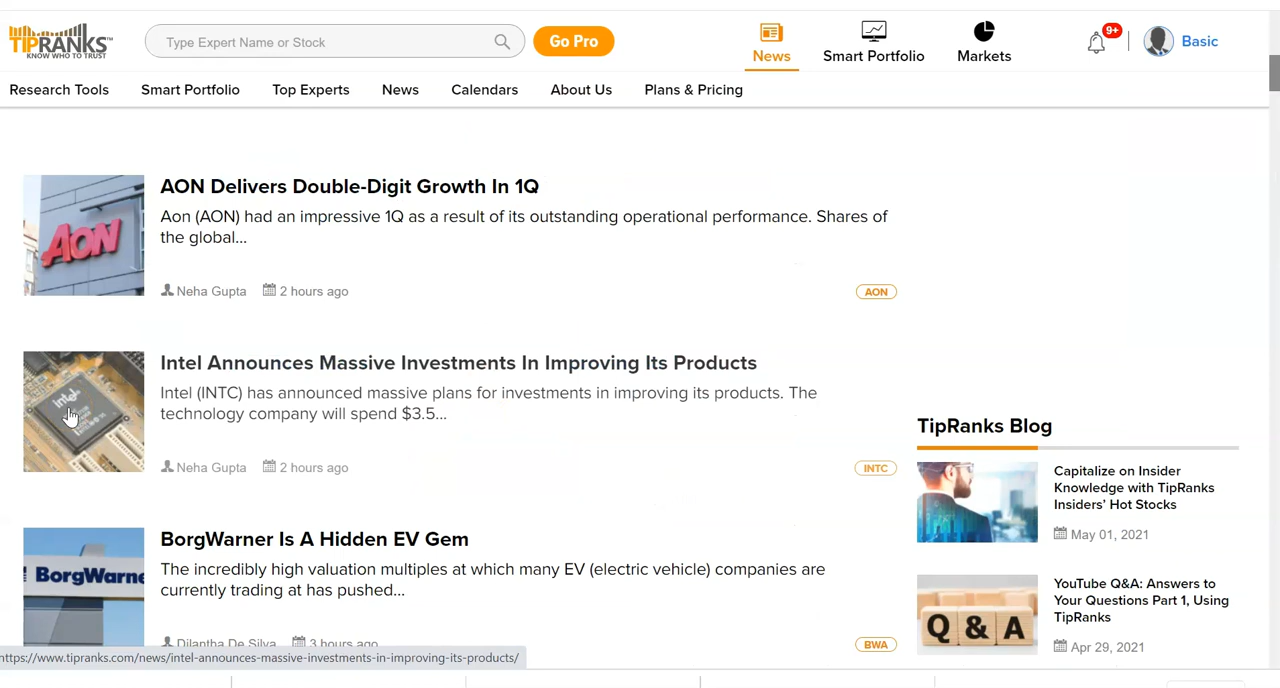 TIPRANKS
KNOW WHO TO TRUST
Type Expert Name or Stock
Go Pro
News
Smart Portfolio
Markets
9+
Basic
Research Tools
Smart Portfolio
Top Experts
News
Calendars
About Us
Plans & Pricing
AON
AON Delivers Double-Digit Growth In 1Q
Aon (AON) had an impressive 1Q as a result of its outstanding operational performance. Shares of
the global...
Neha Gupta
2 hours ago
AON
intel
Intel Announces Massive Investments In Improving Its Products
Intel (INTC) has announced massive plans for investments in improving its products. The
technology company will spend $3.5...
Neha Gupta
2 hours ago
INTC
BorgWarne
BorgWarner Is A Hidden EV Gem
The incredibly high valuation multiples at which many EV (electric vehicle) companies are
currently trading at has pushed...
Dilantha De Silva
3 hours ago
BWA
TipRanks Blog
Capitalize on Insider
Knowledge with TipRanks
Insiders' Hot Stocks
May 01, 2021
Q & A
YouTube Q&A: Answers to
Your Questions Part 1, Using
TipRanks
Apr 29, 2021
https://www.tipranks.com/news/intel-announces-massive-investments-in-improving-its-products/